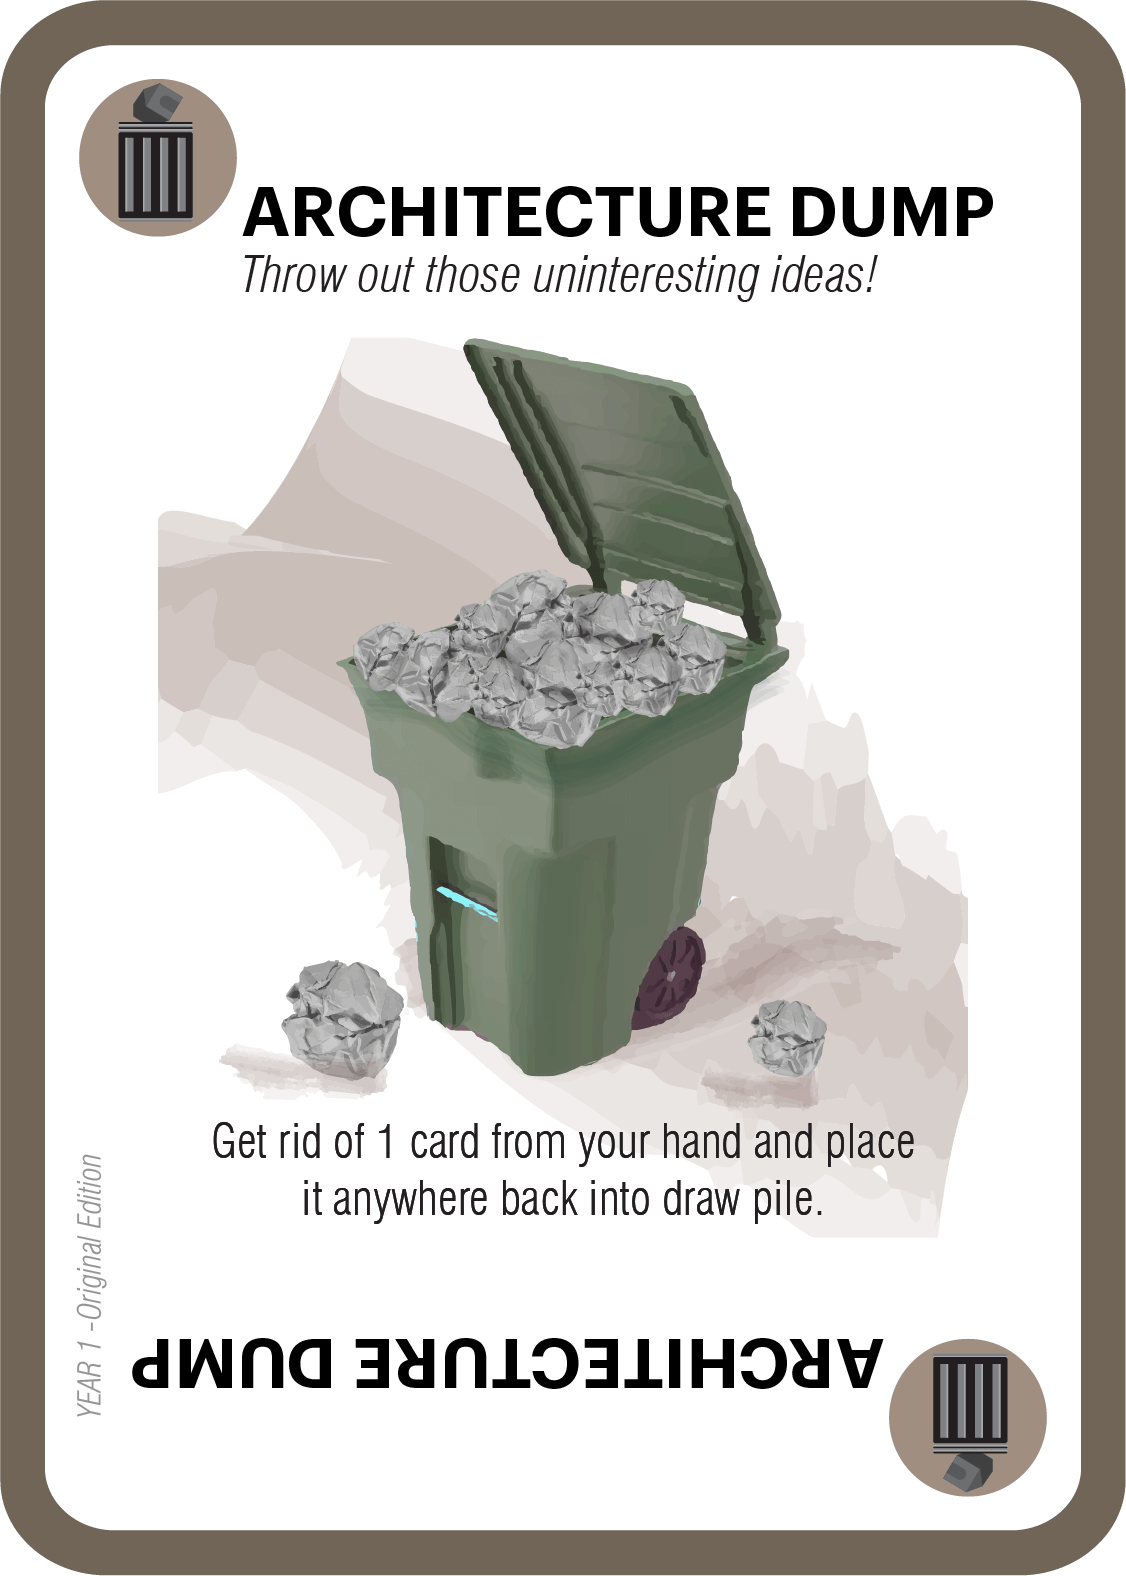 ARCHITECTURE DUMP
Throw out those uninteresting ideas!
Get rid of 1 card from your hand and place
it anywhere back into draw pile.
YEAR 1 -Original Edition
ARCHITECTURE DUMP